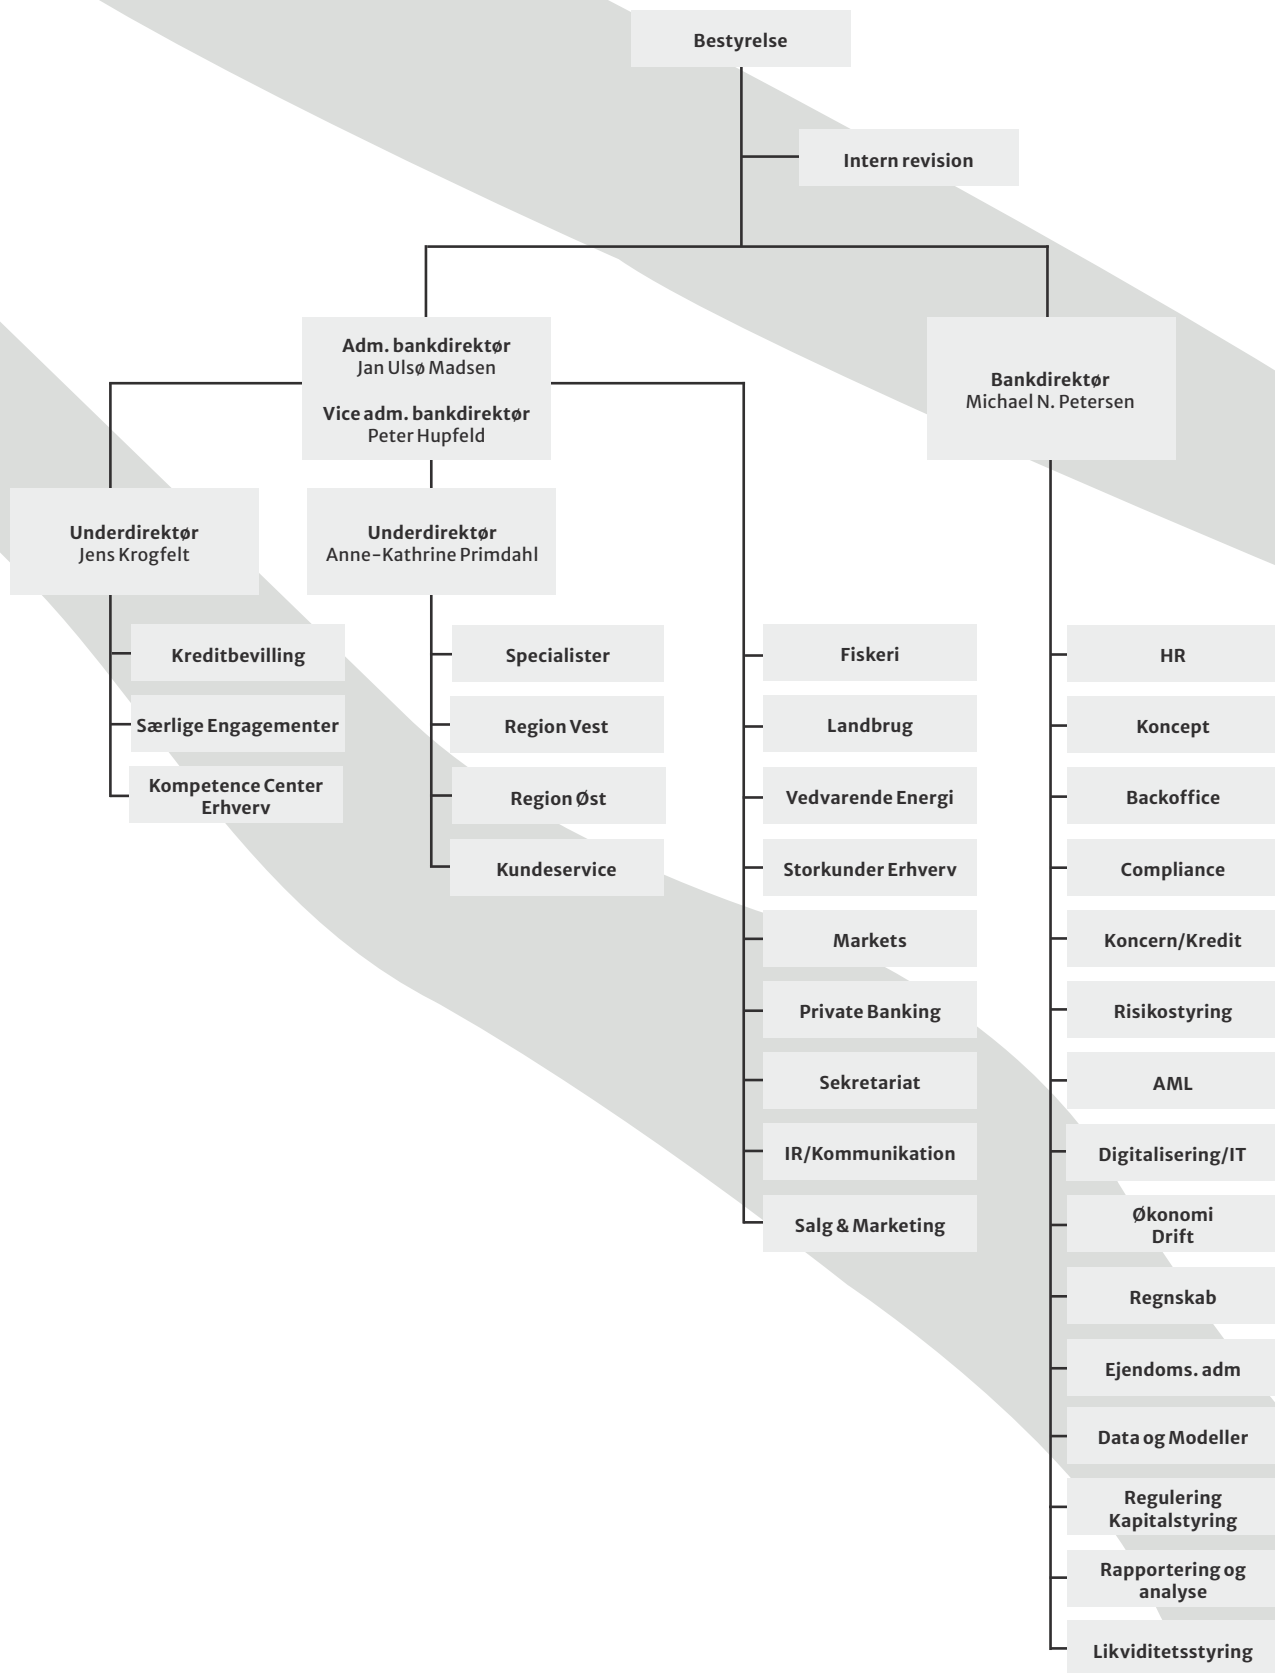 Bestyrelse
Intern revision
Adm. bankdirektør
Jan Ulsø Madsen
Vice adm. bankdirektør
Peter Hupfeld
Bankdirektør
Michael N. Petersen
Underdirektør
Jens Krogfelt
Underdirektør
Anne-Kathrine Primdahl
Kreditbevilling
Særlige Engagementer
Kompetence Center
Erhverv
Specialister
Region Vest
Region Øst
Kundeservice
Fiskeri
Landbrug
Vedvarende Energi
Storkunder Erhverv
Markets
Private Banking
Sekretariat
IR/Kommunikation
Salg & Marketing
HR
Koncept
Backoffice
Compliance
Koncern/Kredit
Risikostyring
AML
Digitalisering/IT
Økonomi
Drift
Regnskab
Ejendoms. adm
Data og Modeller
Regulering
Kapitalstyring
Rapportering og
analyse
Likviditetsstyring